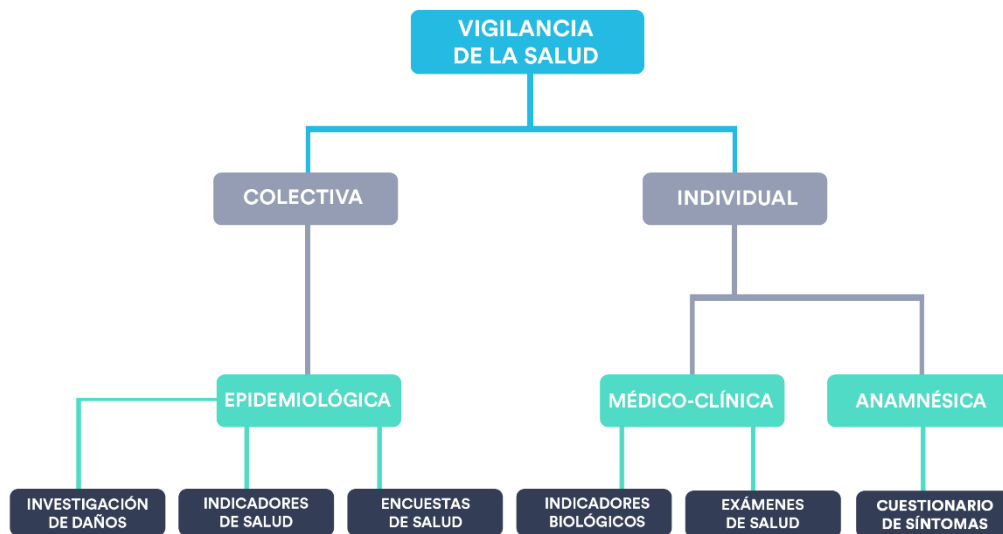 VIGILANCIA
DE LA SALUD
COLECTIVA
INDIVIDUAL
EPIDEMIOLÓGICA
MÉDICO-CLÍNICA
ANAMNÉSICA
INVESTIGACIÓN
DE DAÑOS
INDICADORES
DE SALUD
ENCUESTAS
DE SALUD
INDICADORES
BIOLÓGICOS
EXÁMENES
DE SALUD
CUESTIONARIO
DE SÍNTOMAS